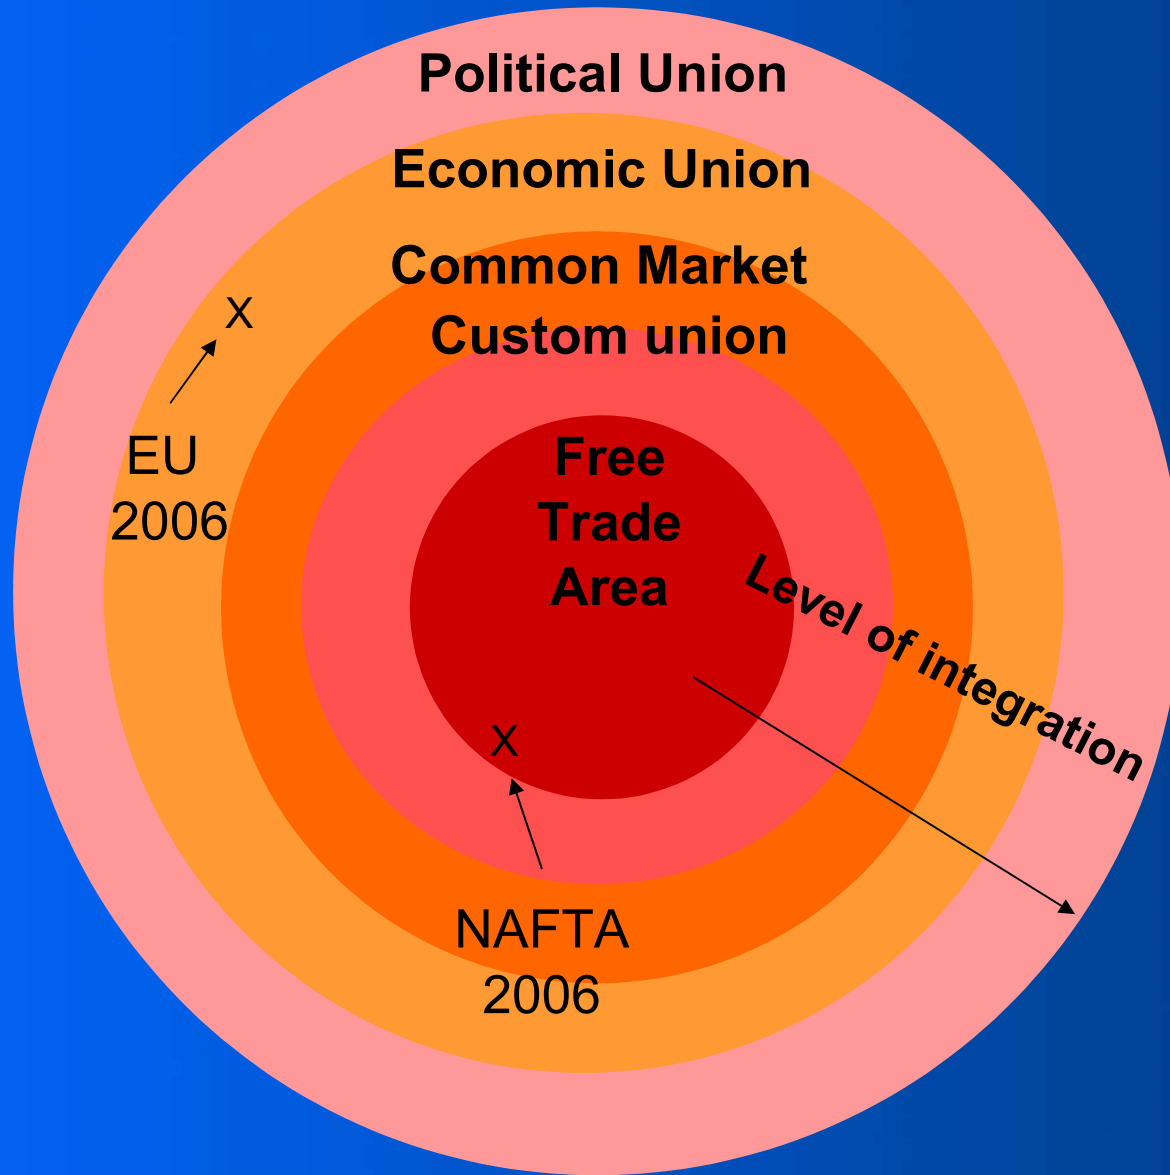 Political Union
Economic Union
Common Market
Custom union
X
EU
2006
Free
Trade
Area
Level of integration
X
NAFTA
2006